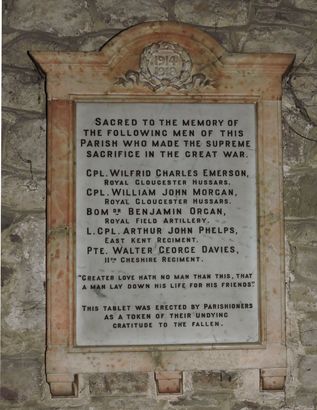 1914
1918
SACRED TO THE MEMORY OF
THE FOLLOWING MEN OF THIS
PARISH WHO MADE THE SUPREME
SACRIFICE IN THE GREAT WAR.
CPL. WILFRID CHARLES EMERSON,
ROYAL GLOUCESTER HUSSARS.
CPL. WILLIAM JOHN MORGAN,
ROYAL GLOUCESTER HUSSARS.
BOMDR BENJAMIN ORGAN,
ROYAL FIELD ARTILLERY.
L.CPL. ARTHUR JOHN PHELPS,
EAST KENT REGIMENT.
PTE. WALTER GEORGE DAVIES,
11TH CHESHIRE REGIMENT.
"GREATER LOVE HATH NO MAN THAN THIS, THAT
A MAN LAY DOWN HIS LIFE FOR HIS FRIENDS."
THIS TABLET WAS ERECTED BY PARISHIONERS
AS A TOKEN OF THEIR UNDYING
GRATITUDE TO THE FALLEN.